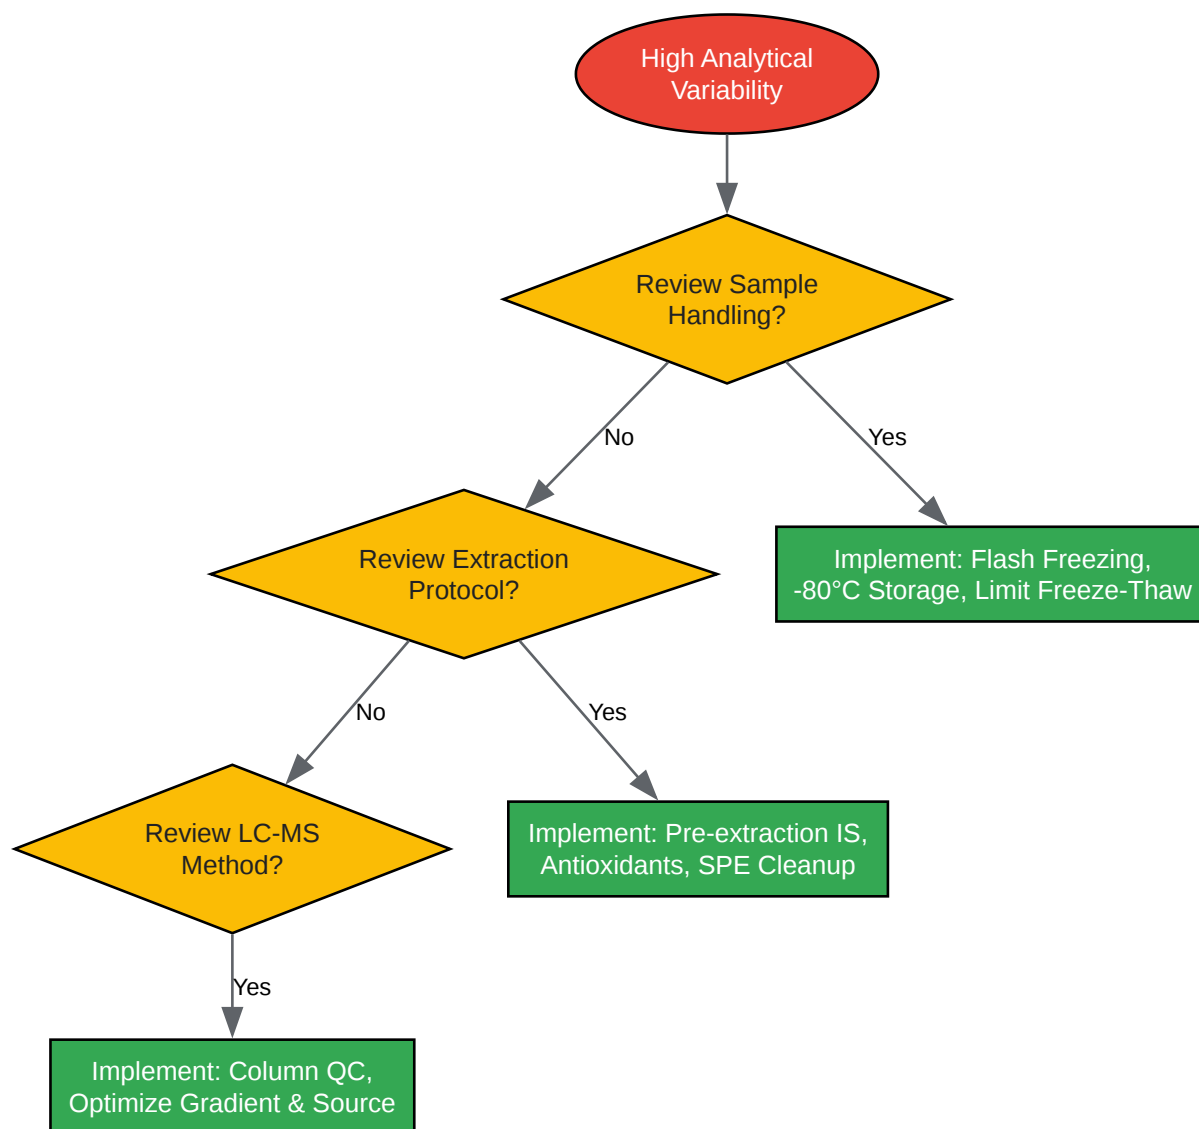 High Analytical
Variability
Review Sample
Handling?
No
Yes
Review Extraction
Protocol?
Implement: Flash Freezing,
-80°C Storage, Limit Freeze-Thaw
No
Yes
Review LC-MS
Method?
Implement: Pre-extraction IS,
Antioxidants, SPE Cleanup
Yes
Implement: Column QC,
Optimize Gradient & Source